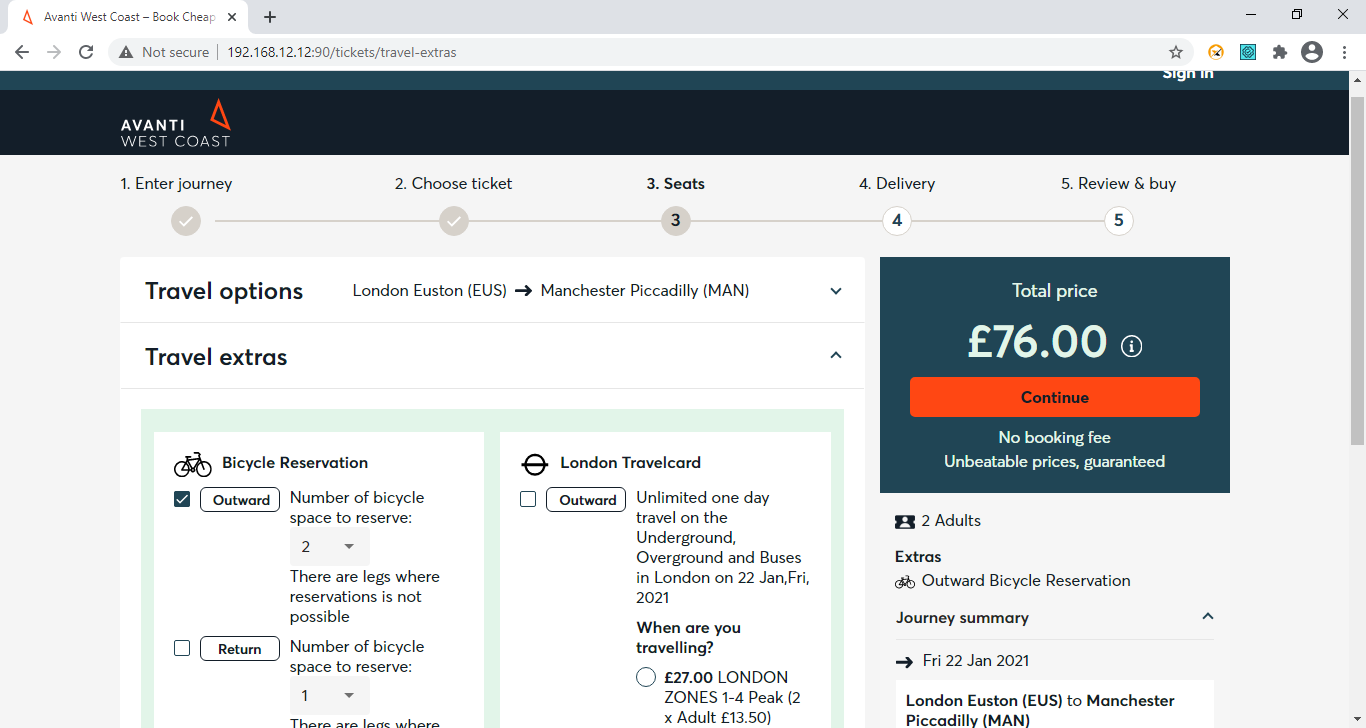 Avanti West Coast – Book Cheap
Not secure
192.168.12.12:90/tickets/travel-extras
Sign in
AVANTI
WEST COAST
1. Enter journey
2. Choose ticket
3. Seats
4. Delivery
5. Review & buy
3
4
5
Travel options
London Euston (EUS) → Manchester Piccadilly (MAN)
Travel extras
Bicycle Reservation
Outward
Number of bicycle
space to reserve:
2
There are legs where
reservations is not
possible
Return
Number of bicycle
space to reserve:
1
There are legs where
London Travelcard
Outward
Unlimited one day
travel on the
Underground,
Overground and Buses
in London on 22 Jan,Fri,
2021
When are you
travelling?
£27.00 LONDON
ZONES 1-4 Peak (2
x Adult £13.50)
Total price
£76.00
Continue
No booking fee
Unbeatable prices, guaranteed
2 Adults
Extras
Outward Bicycle Reservation
Journey summary
→ Fri 22 Jan 2021
London Euston (EUS) to Manchester
Piccadilly (MAN)